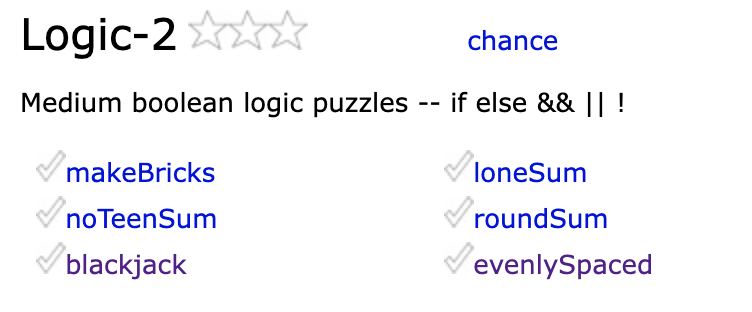 Logic-2 chance
Medium boolean logic puzzles -- if else && || !
makeBricks loneSum
noTeenSum roundSum
blackjack evenlySpaced